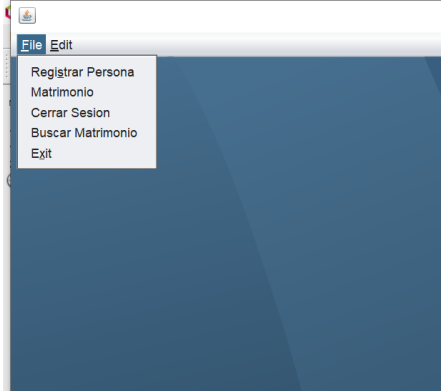 File Edit
Registrar Persona
Matrimonio
Cerrar Sesion
Buscar Matrimonio
Exit